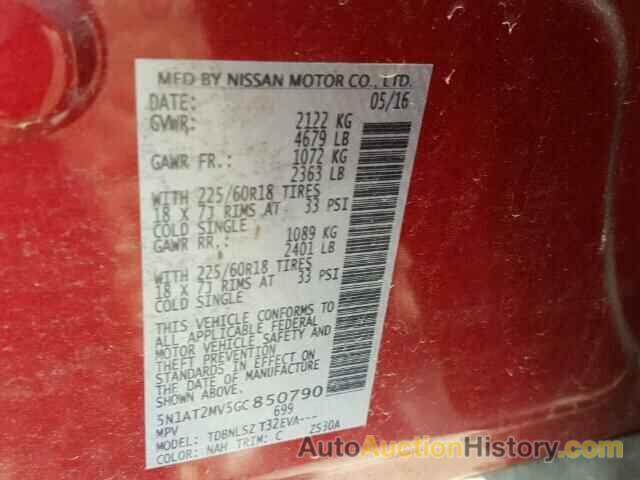 MFD BY NISSAN MOTOR CO., LTD.
DATE: 05/16
GVWR: 2122 KG
4679 LB
GAWR FR.: 1072 KG
2363 LB
WITH 225/60R18 TIRES
18 X 7J RIMS AT 33 PSI
COLD SINGLE
GAWR RR.: 1089 KG
2401 LB
WITH 225/60R18 TIRES
18 X 7J RIMS AT 33 PSI
COLD SINGLE
THIS VEHICLE CONFORMS TO
ALL APPLICABLE FEDERAL
MOTOR VEHICLE SAFETY AND
THEFT PREVENTION
STANDARDS IN EFFECT ON
THE DATE OF MANUFACTURE
SHOWN ABOVE.
5N1AT2MV5GC850790
MPV 699
MODEL: TDBNLSZ T32EVA---
COLOR: NAH TRIM: C ZS30A
AutoBidMaster